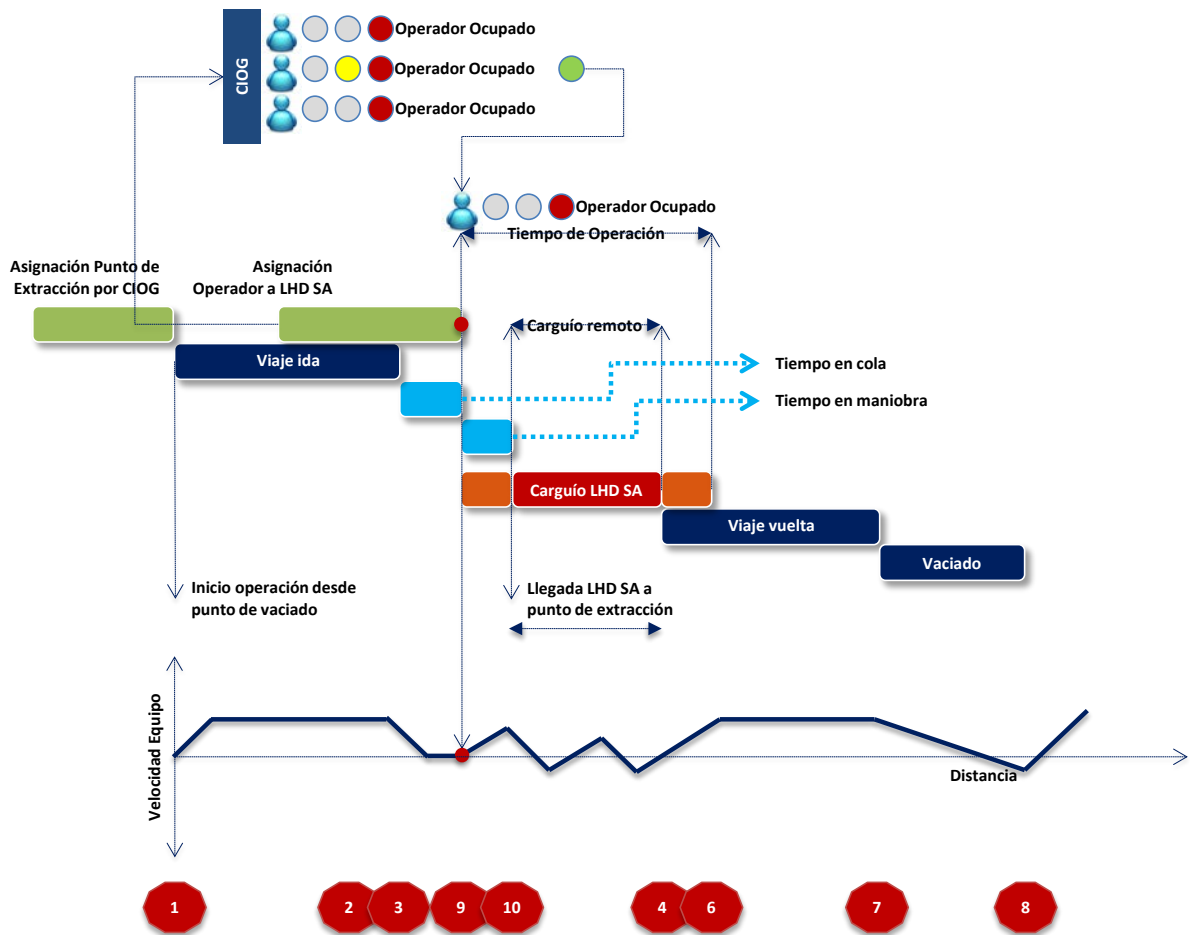 CIOG
Operador Ocupado
Operador Ocupado
Operador Ocupado
Operador Ocupado
Tiempo de Operación
Asignación Punto de
Extracción por CIOG
Asignación
Operador a LHD SA
Carguío remoto
Viaje ida
Tiempo en cola
Tiempo en maniobra
Carguío LHD SA
Viaje vuelta
Vaciado
Inicio operación desde
punto de vaciado
Llegada LHD SA a
punto de extracción
Velocidad Equipo
Distancia
1 2 3 9 10 4 6 7 8